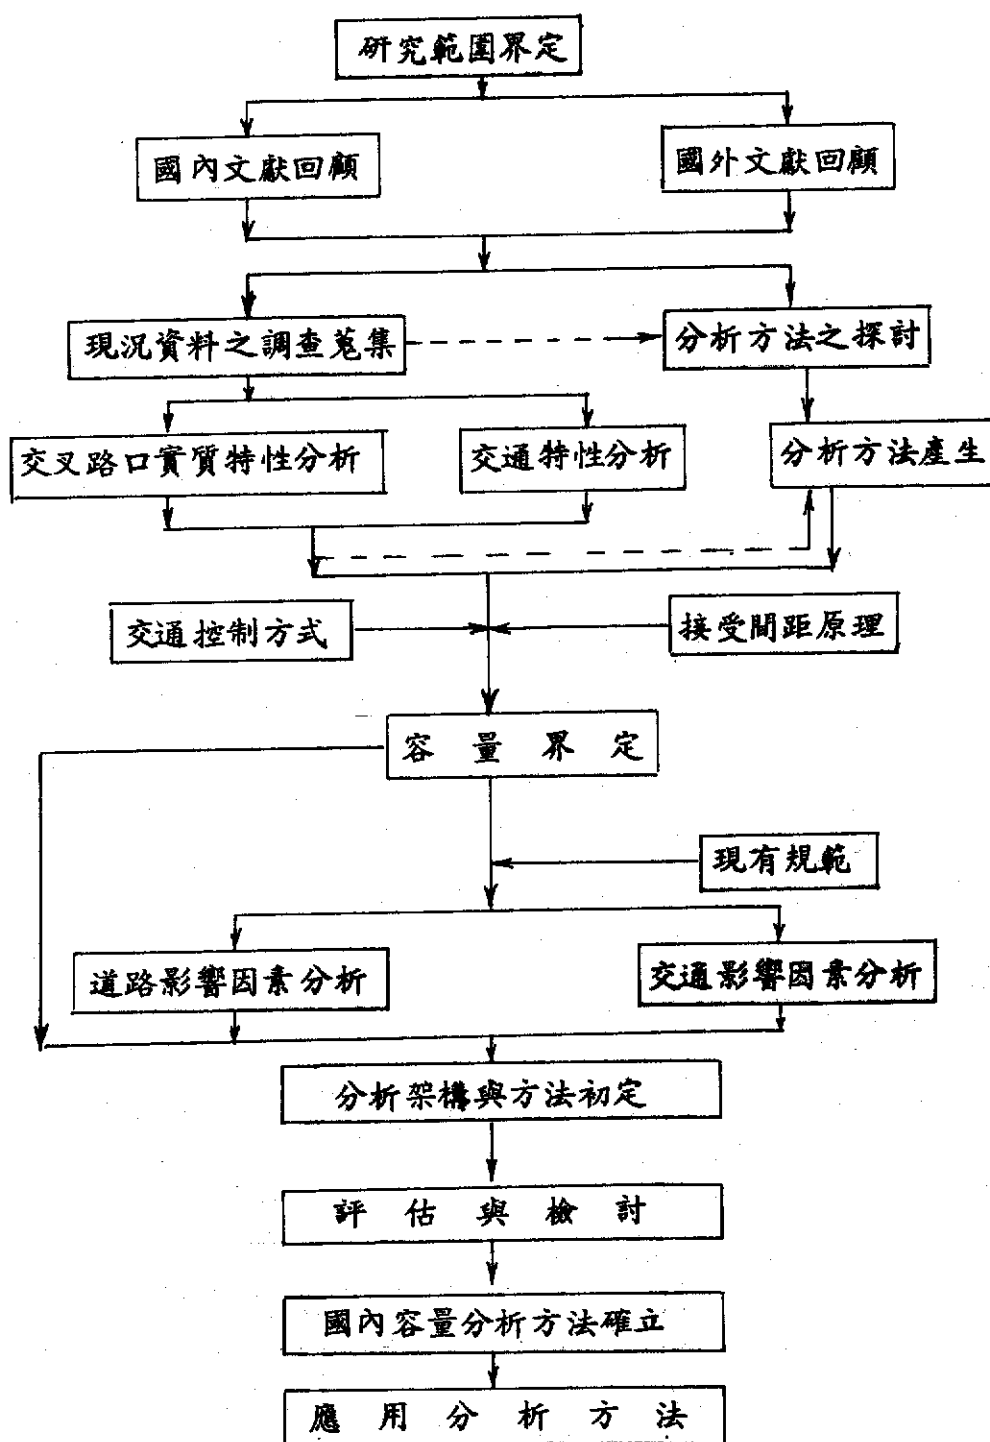 研究範圍界定
國內文獻回顧
國外文獻回顧
現況資料之調查蒐集
分析方法之探討
交叉路口實質特性分析
交通特性分析
分析方法產生
交通控制方式
接受間距原理
容量界定
現有規範
道路影響因素分析
交通影響因素分析
分析架構與方法初定
評估與檢討
國內容量分析方法確立
應用分析方法